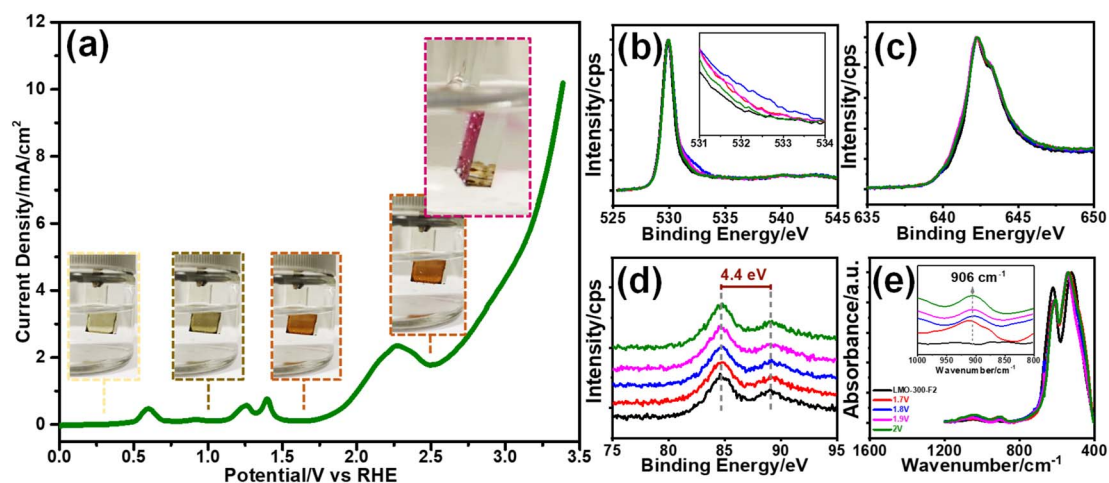 (a)
Current Density/mA/cm²
12
10
8
6
4
2
0
0.0 0.5 1.0 1.5 2.0 2.5 3.0 3.5
Potential/V vs RHE
(b)
Intensity/cps
531 532 533 534
525 530 535 540 545
Binding Energy/eV
(c)
Intensity/cps
635 640 645 650
Binding Energy/eV
(d)
4.4 eV
Intensity/cps
75 80 85 90 95
Binding Energy/eV
(e)
Absorbance/a.u.
906 cm⁻¹
1000 900 800
Wavenumber/cm⁻¹
LMO-300-F2
1.7V
1.8V
1.9V
2V
1600 1200 800 400
Wavenumber/cm⁻¹